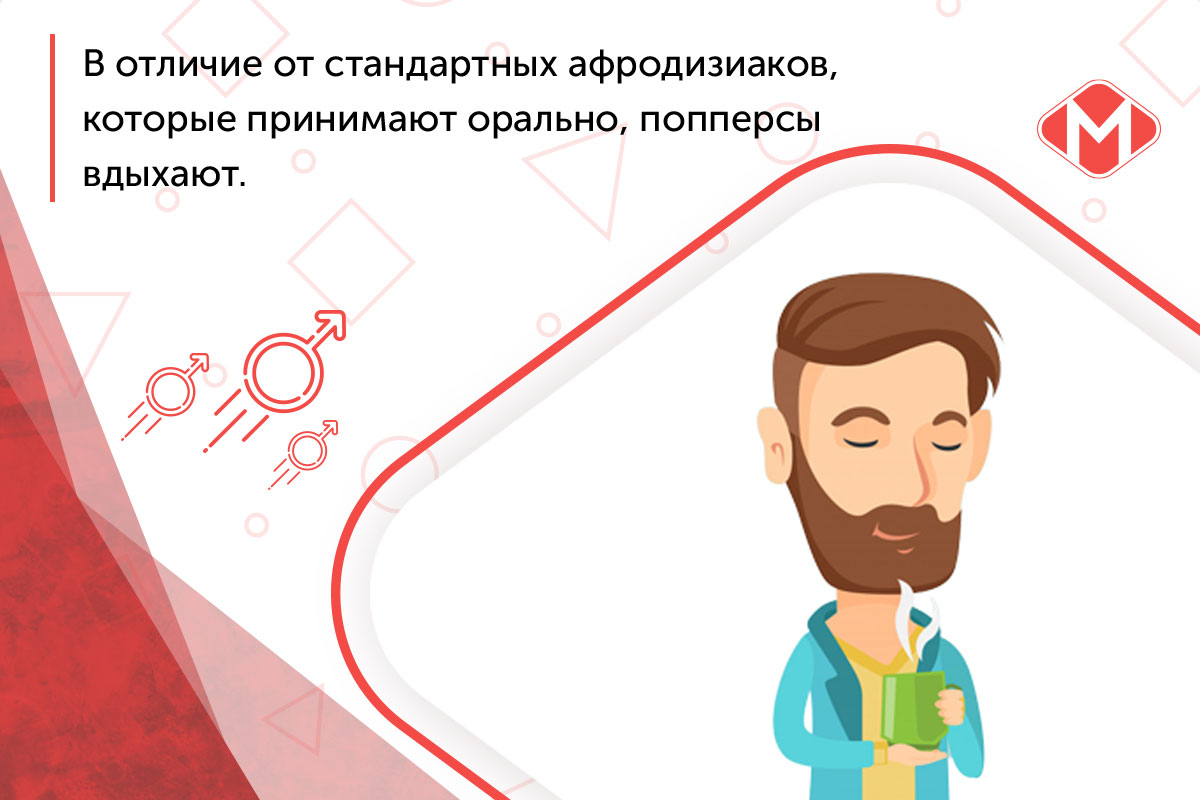 В отличие от стандартных афродизиаков,
которые принимают орально, попперсы
вдыхают.
М